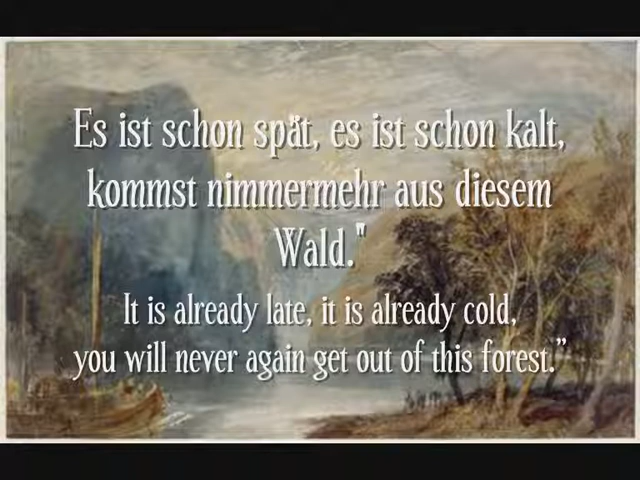 Es ist schon spät, es ist schon kalt,
kommst nimmermehr aus diesem
Wald."
It is already late, it is already cold,
you will never again get out of this forest.”